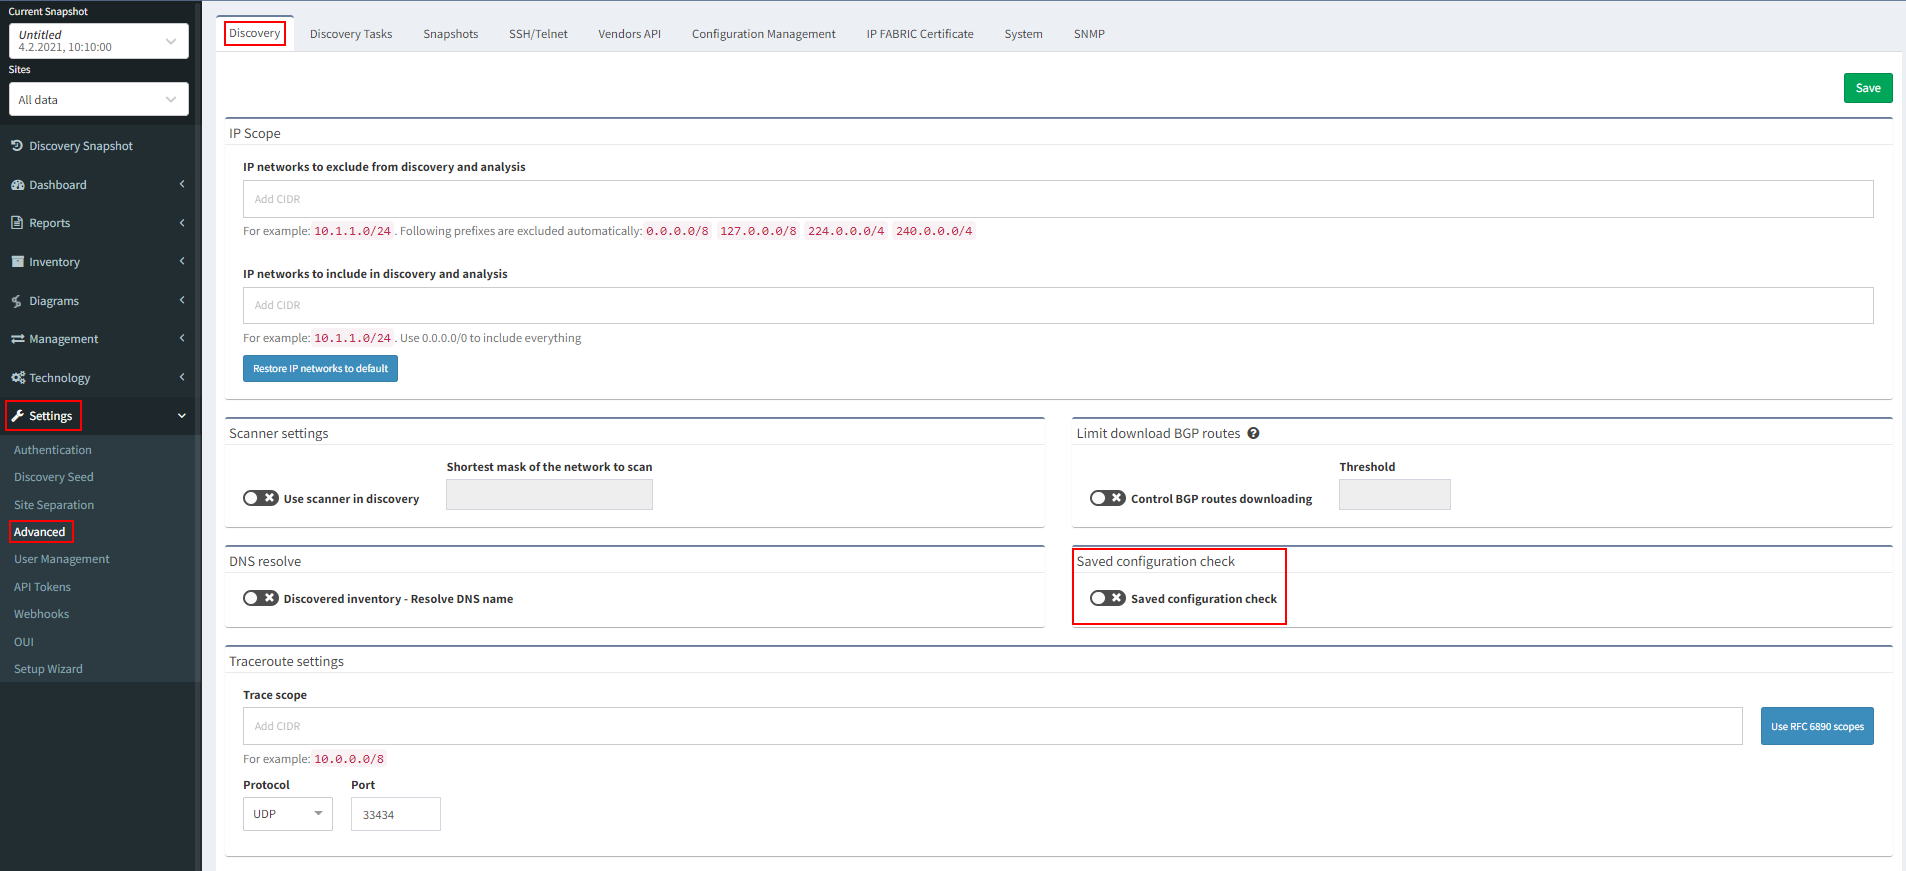 Current Snapshot
Untitled
4.2.2021, 10:10:00
Sites
All data
Discovery Snapshot
Dashboard
Reports
Inventory
Diagrams
Management
Technology
Settings
Authentication
Discovery Seed
Site Separation
Advanced
User Management
API Tokens
Webhooks
OUI
Setup Wizard
Discovery Discovery Tasks Snapshots SSH/Telnet Vendors API Configuration Management IP FABRIC Certificate System SNMP
Save
IP Scope
IP networks to exclude from discovery and analysis
Add CIDR
For example: 10.1.1.0/24 . Following prefixes are excluded automatically: 0.0.0.0/8 127.0.0.0/8 224.0.0.0/4 240.0.0.0/4
IP networks to include in discovery and analysis
Add CIDR
For example: 10.1.1.0/24 . Use 0.0.0.0/0 to include everything
Restore IP networks to default
Scanner settings
Shortest mask of the network to scan
Use scanner in discovery
Limit download BGP routes
Threshold
Control BGP routes downloading
DNS resolve
Discovered inventory - Resolve DNS name
Saved configuration check
Saved configuration check
Traceroute settings
Trace scope
Add CIDR
Use RFC 6890 scopes
For example: 10.0.0.0/8
Protocol Port
UDP 33434